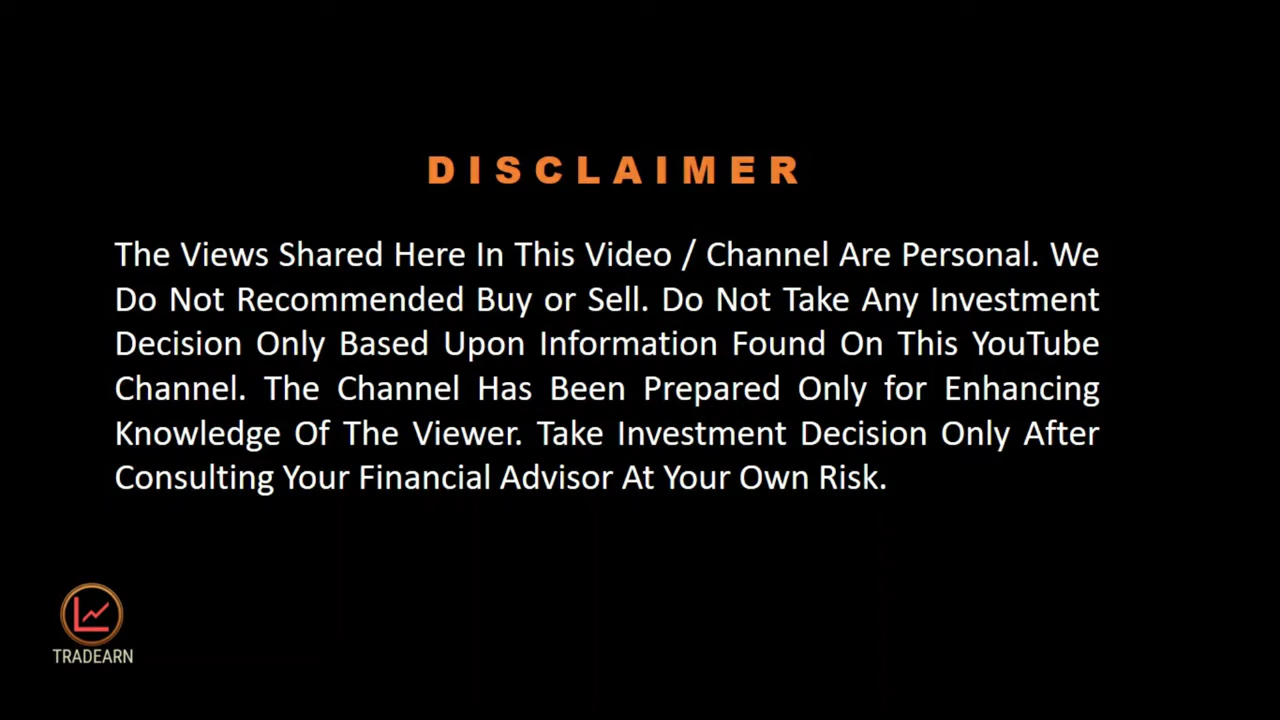 DISCLAIMER
The Views Shared Here In This Video / Channel Are Personal. We
Do Not Recommended Buy or Sell. Do Not Take Any Investment
Decision Only Based Upon Information Found On This YouTube
Channel. The Channel Has Been Prepared Only for Enhancing
Knowledge Of The Viewer. Take Investment Decision Only After
Consulting Your Financial Advisor At Your Own Risk.
TRADEARN